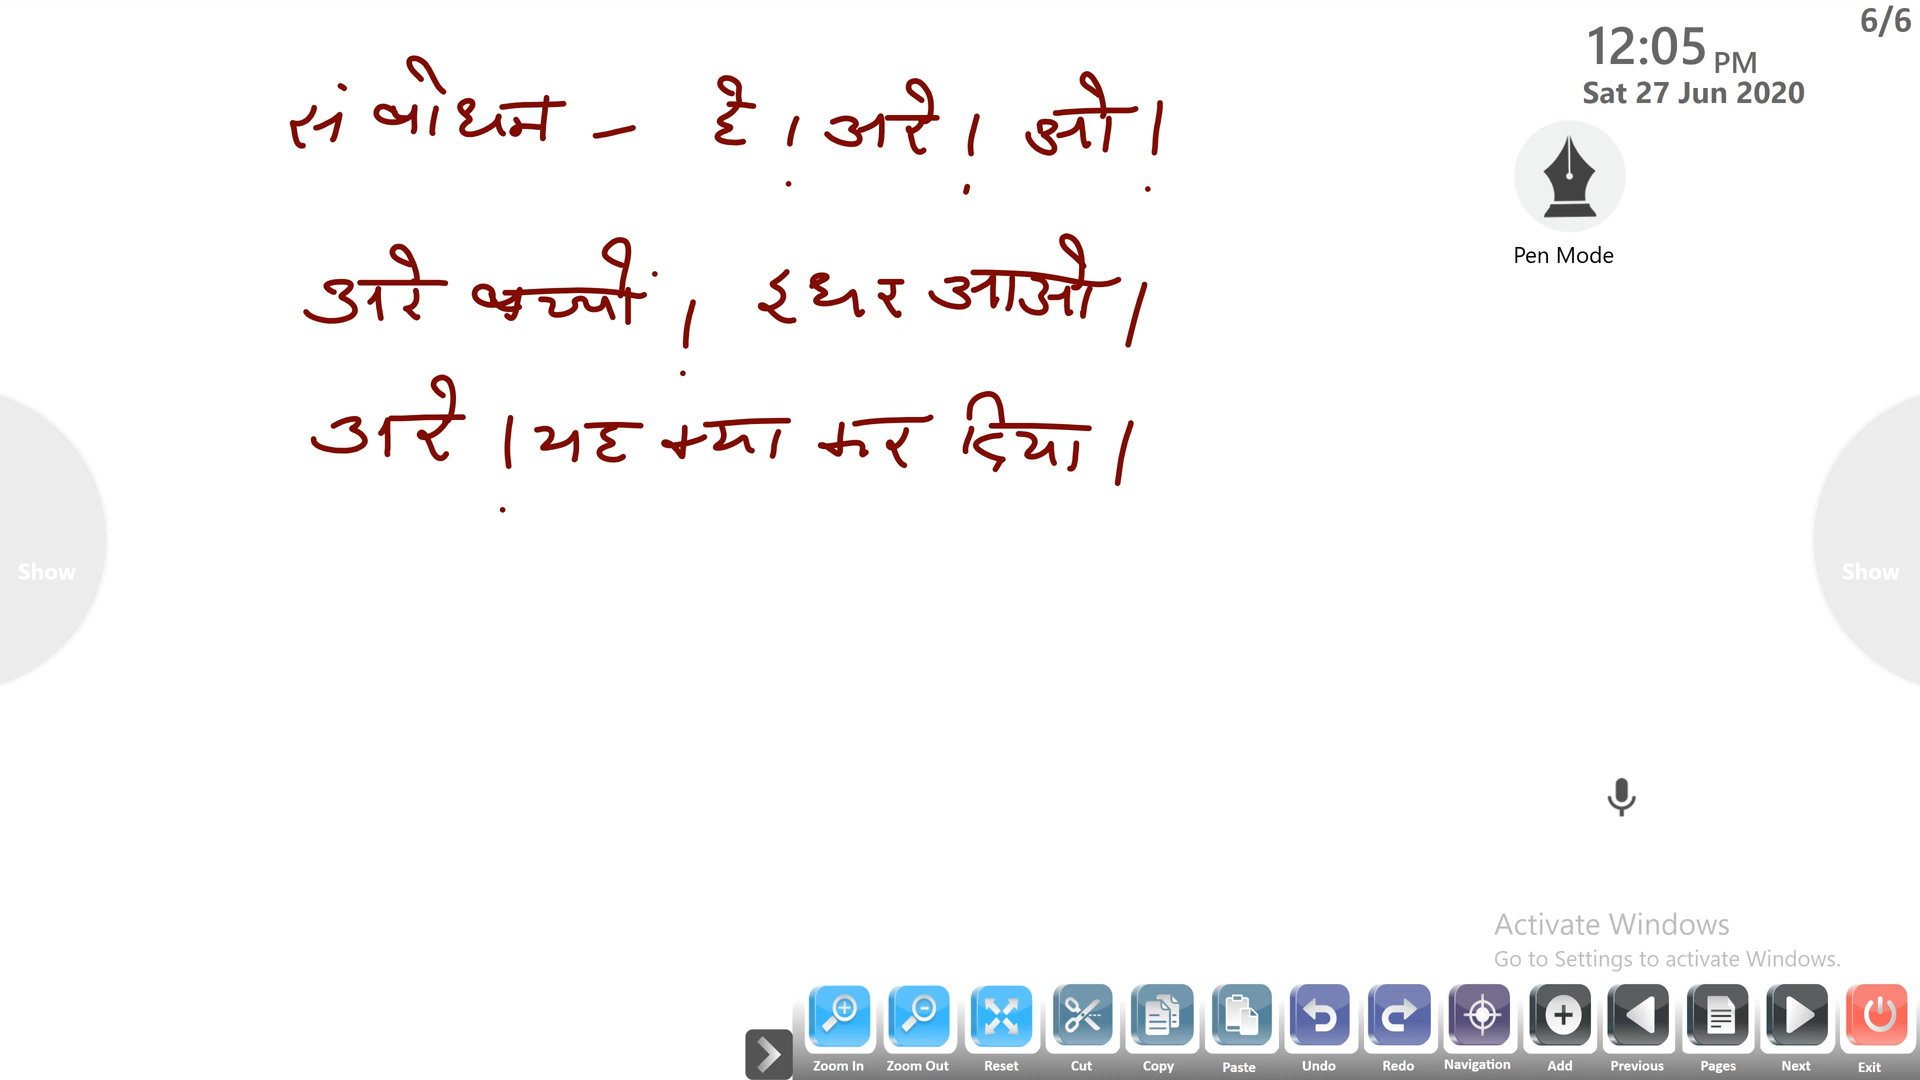 6/6
12:05 PM
Sat 27 Jun 2020
संबोधन - हे! अरे! ओ!
Pen Mode
अरे बच्चों! इधर आओ।
अरे! यह क्या कर दिया।
Show
Show
Activate Windows
Go to Settings to activate Windows.
Zoom In Zoom Out Reset Cut Copy Paste Undo Redo Navigation Add Previous Pages Next Exit